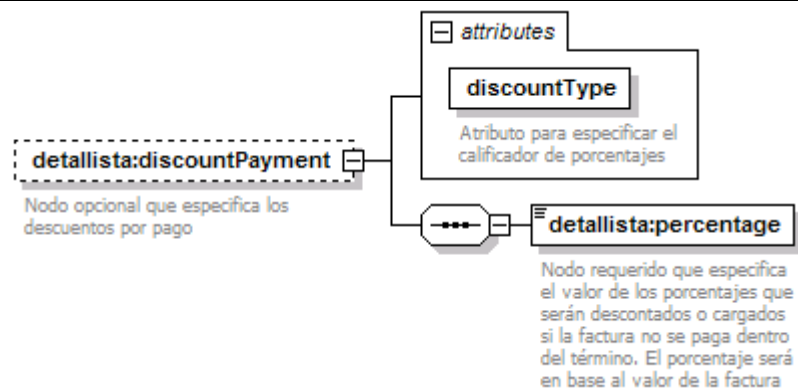 attributes
discountType
Atributo para especificar el
calificador de porcentajes
detallista:discountPayment
Nodo opcional que especifica los
descuentos por pago
detallista:percentage
Nodo requerido que especifica
el valor de los porcentajes que
serán descontados o cargados
si la factura no se paga dentro
del término. El porcentaje será
en base al valor de la factura